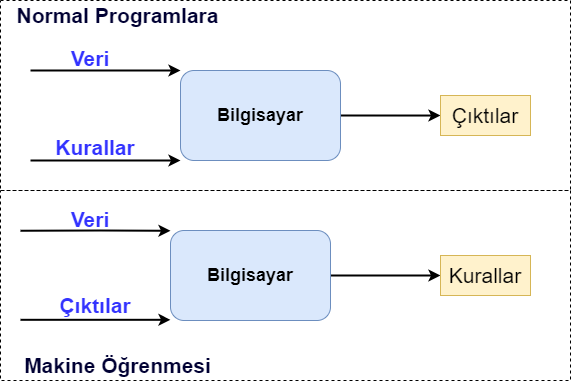 Normal Programlara
Veri
Bilgisayar
Çıktılar
Kurallar
Veri
Bilgisayar
Kurallar
Çıktılar
Makine Öğrenmesi